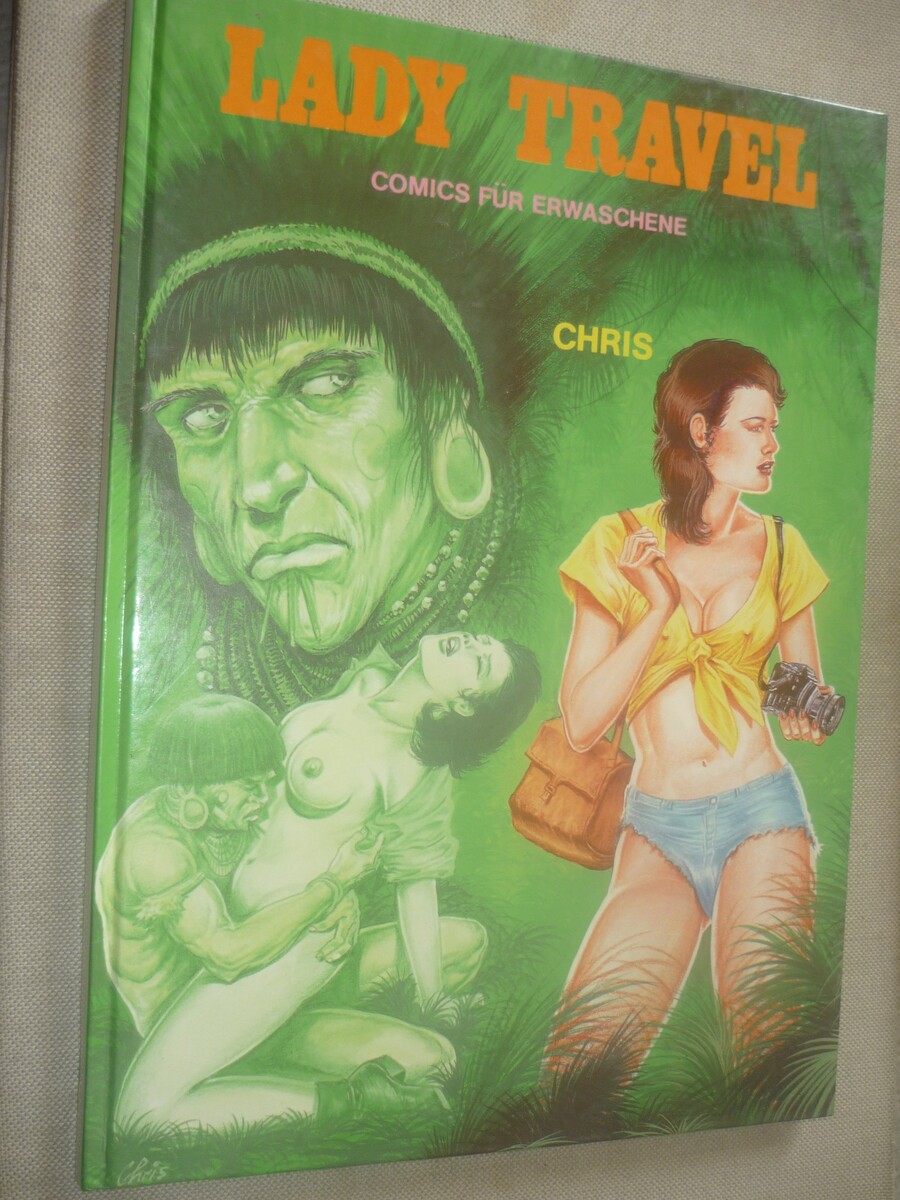 LADY TRAVEL
COMICS FÜR ERWASCHENE
CHRIS
Chris